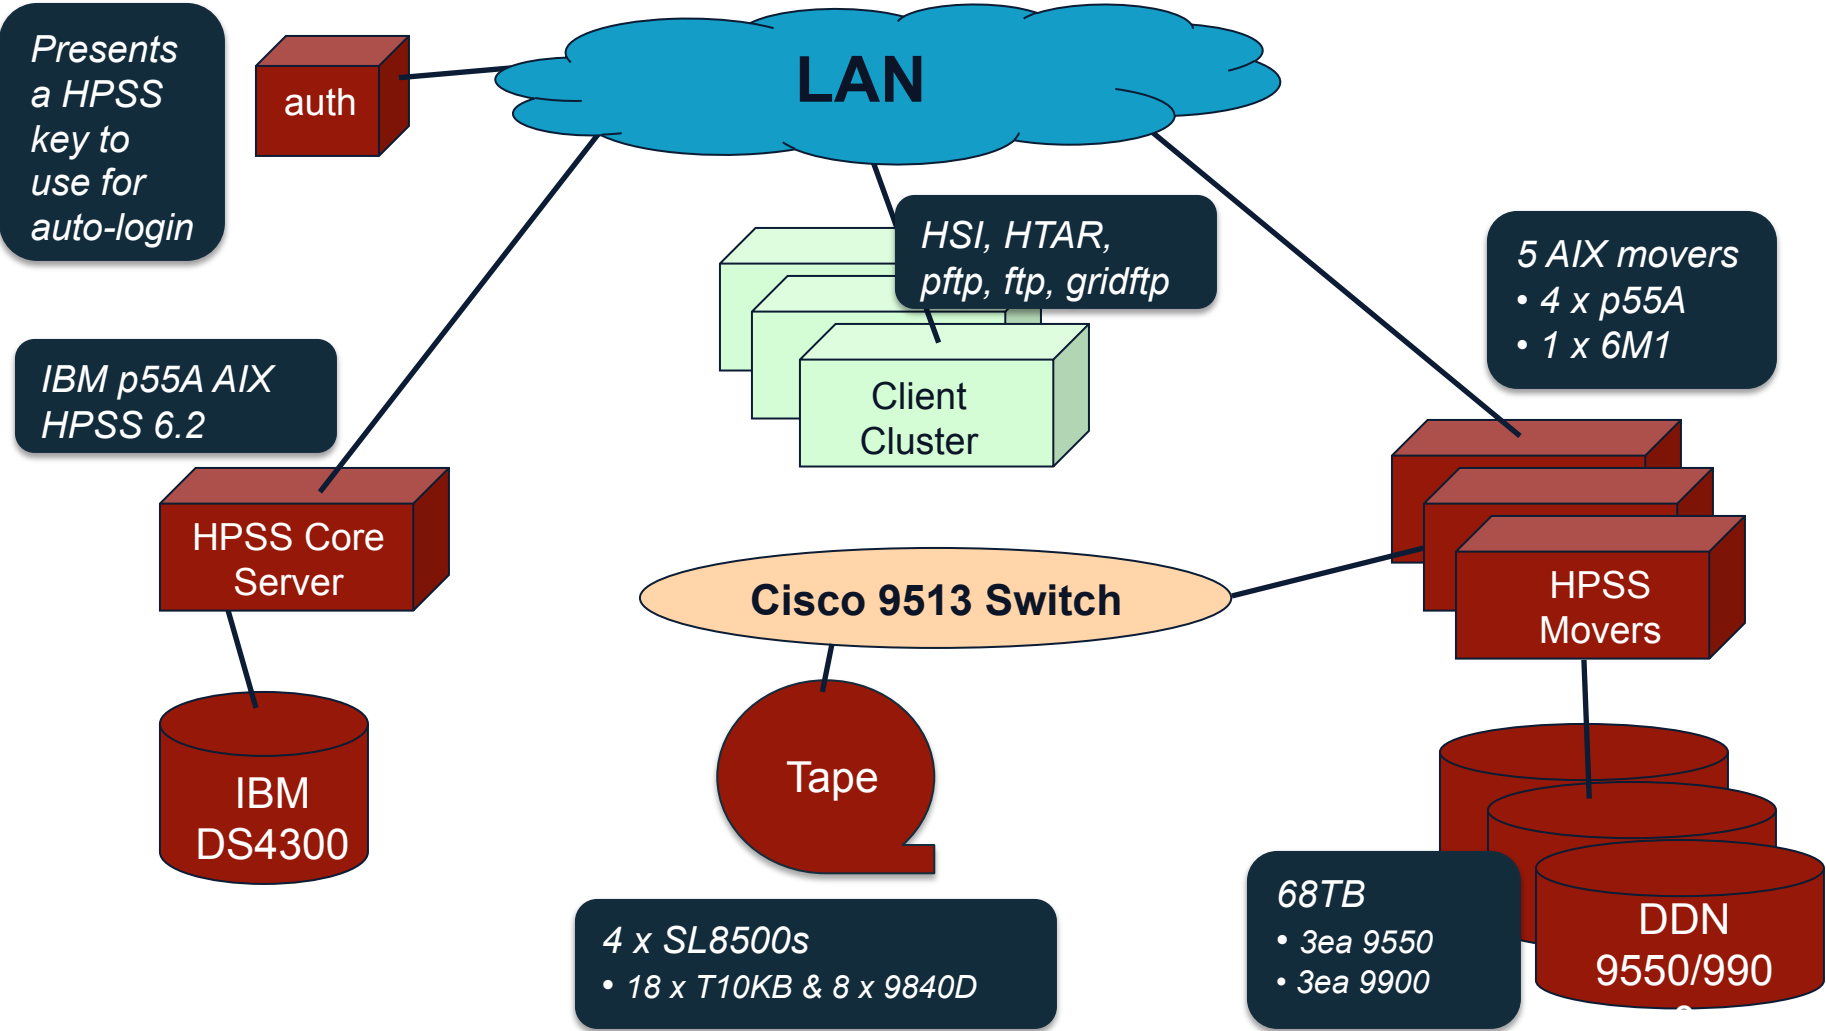 Presents
a HPSS
key to
use for
auto-login
auth
LAN
HSI, HTAR,
pftp, ftp, gridftp
5 AIX movers
• 4 x p55A
• 1 x 6M1
IBM p55A AIX
HPSS 6.2
Client
Cluster
HPSS Core
Server
Cisco 9513 Switch
HPSS
Movers
IBM
DS4300
Tape
4 x SL8500s
• 18 x T10KB & 8 x 9840D
68TB
• 3ea 9550
• 3ea 9900
DDN
9550/990